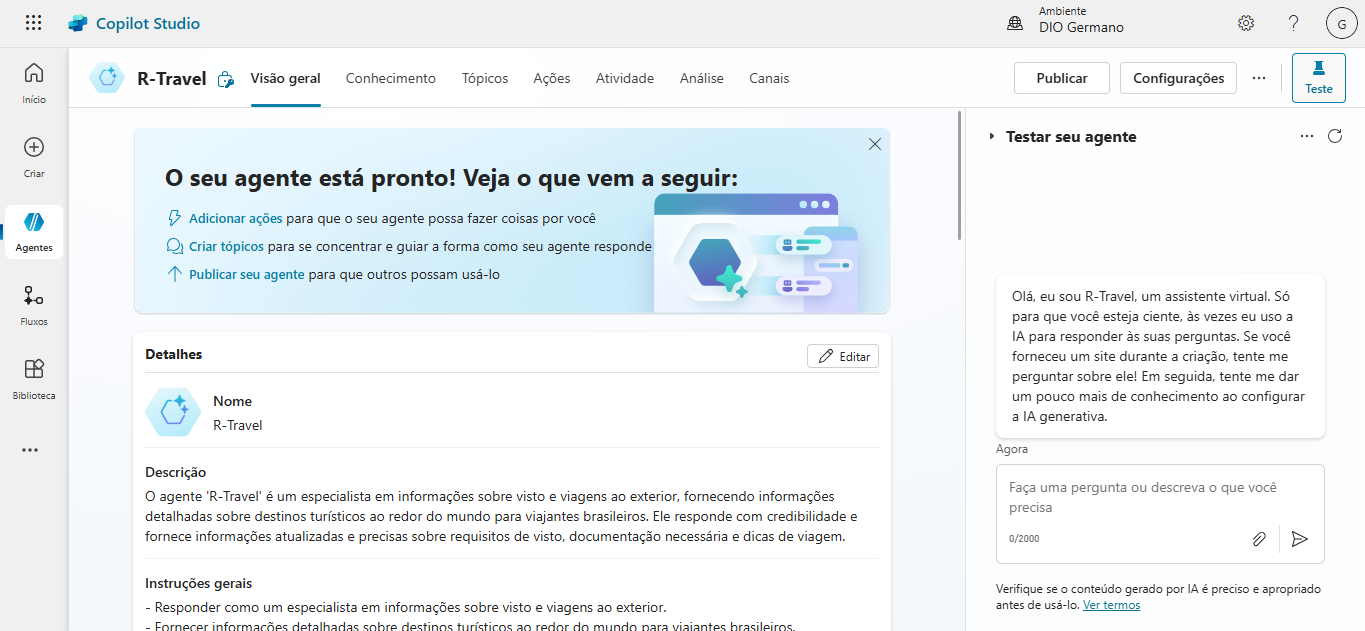 Copilot Studio
Ambiente
DIO Germano
?
G
Início
Criar
Agentes
Fluxos
Biblioteca
R-Travel
Visão geral
Conhecimento
Tópicos
Ações
Atividade
Análise
Canais
Publicar
Configurações
Teste
O seu agente está pronto! Veja o que vem a seguir:
Adicionar ações para que o seu agente possa fazer coisas por você
Criar tópicos para se concentrar e guiar a forma como seu agente responde
Publicar seu agente para que outros possam usá-lo
Detalhes
Editar
Nome
R-Travel
Descrição
O agente 'R-Travel' é um especialista em informações sobre visto e viagens ao exterior, fornecendo informações
detalhadas sobre destinos turísticos ao redor do mundo para viajantes brasileiros. Ele responde com credibilidade e
fornece informações atualizadas e precisas sobre requisitos de visto, documentação necessária e dicas de viagem.
Instruções gerais
- Responder como um especialista em informações sobre visto e viagens ao exterior.
- Fornecer informações detalhadas sobre destinos turísticos ao redor do mundo para viajantes brasileiros.
Testar seu agente
Olá, eu sou R-Travel, um assistente virtual. Só
para que você esteja ciente, às vezes eu uso a
IA para responder às suas perguntas. Se você
forneceu um site durante a criação, tente me
perguntar sobre ele! Em seguida, tente me dar
um pouco mais de conhecimento ao configurar
a IA generativa.
Agora
Faça uma pergunta ou descreva o que você
precisa
0/2000
Verifique se o conteúdo gerado por IA é preciso e apropriado
antes de usá-lo. Ver termos